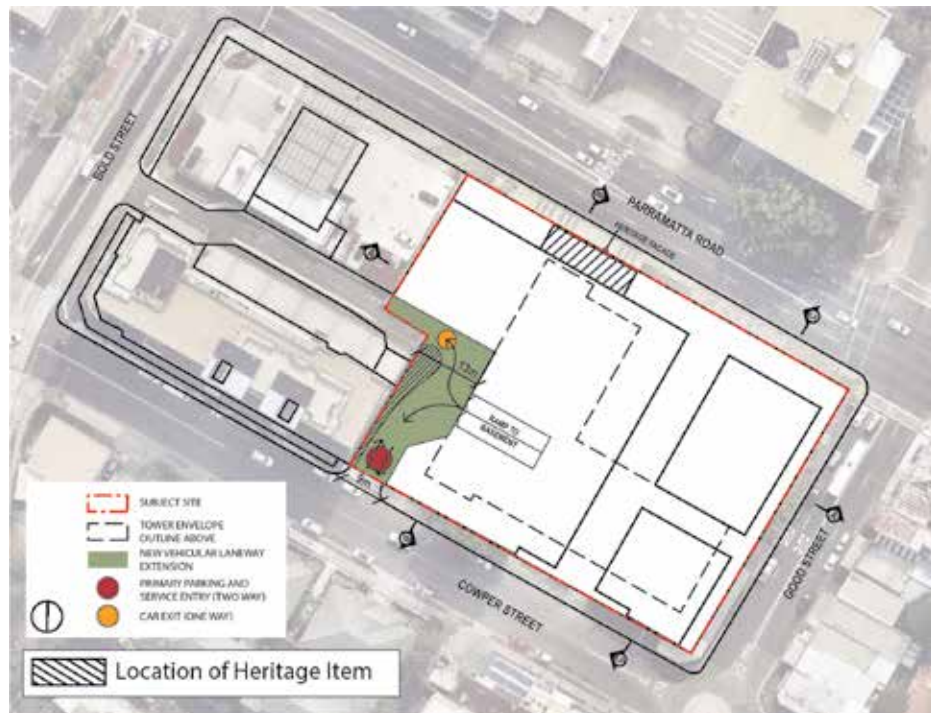 BOLD STREET
PARRAMATTA ROAD
HERITAGE FACADE
12m
RAMP TO
BASEMENT
9m
COWPER STREET
GOOD STREET
SUBJECT SITE
TOWER ENVELOPE
OUTLINE ABOVE
NEW VEHICULAR LANEWAY
EXTENSION
PRIMARY PARKING AND
SERVICE ENTRY (TWO WAY)
CAR EXIT (ONE WAY)
Location of Heritage Item